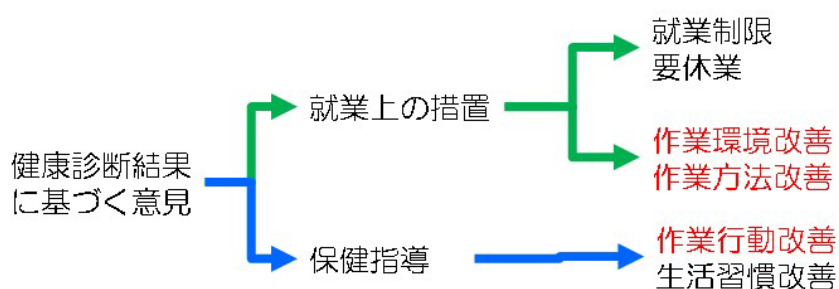 健康診断結果
に基づく意見
就業上の措置
就業制限
要休業
作業環境改善
作業方法改善
保健指導
作業行動改善
生活習慣改善